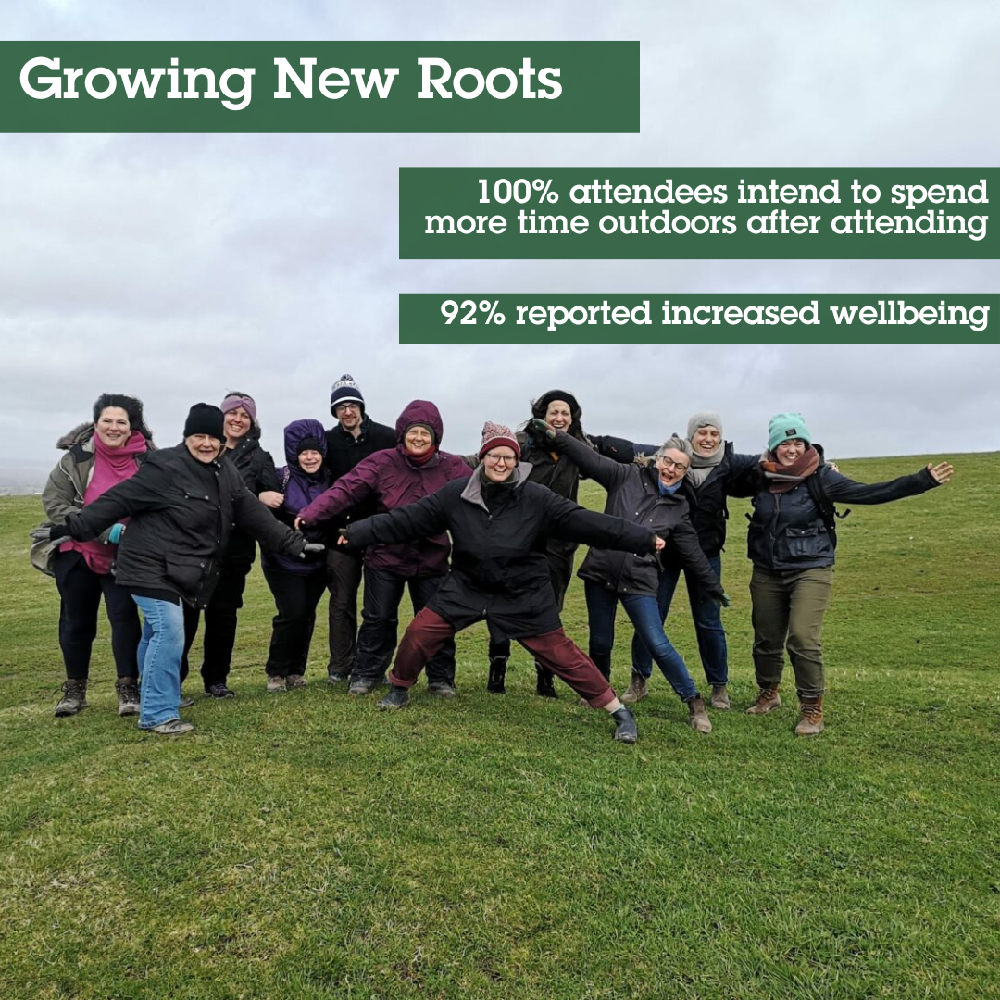 Growing New Roots
100% attendees intend to spend
more time outdoors after attending
92% reported increased wellbeing